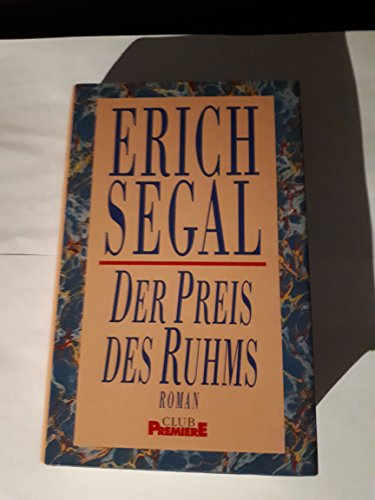 ERICH
SEGAL
DER PREIS
DES RUHMS
ROMAN
CLUB
PREMIERE